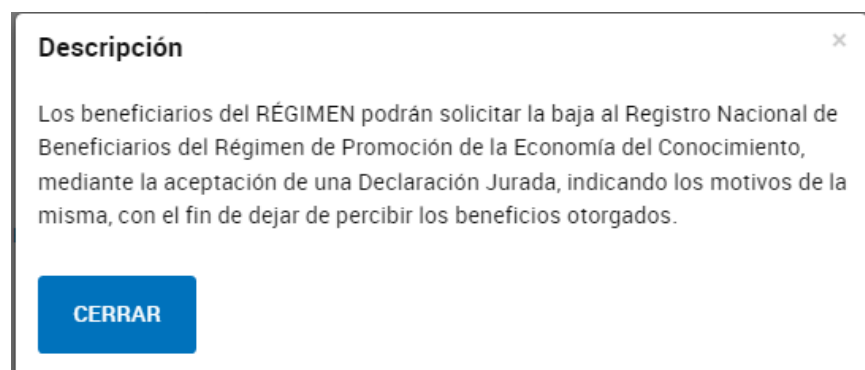 Descripción
×
Los beneficiarios del RÉGIMEN podrán solicitar la baja al Registro Nacional de
Beneficiarios del Régimen de Promoción de la Economía del Conocimiento,
mediante la aceptación de una Declaración Jurada, indicando los motivos de la
misma, con el fin de dejar de percibir los beneficios otorgados.
CERRAR